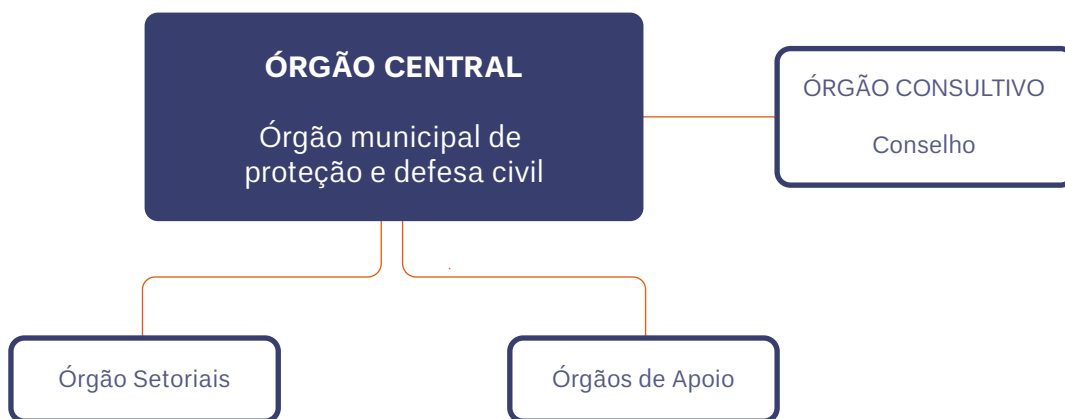 ÓRGÃO CENTRAL
Órgão municipal de
proteção e defesa civil
ÓRGÃO CONSULTIVO
Conselho
Órgão Setoriais
Órgãos de Apoio